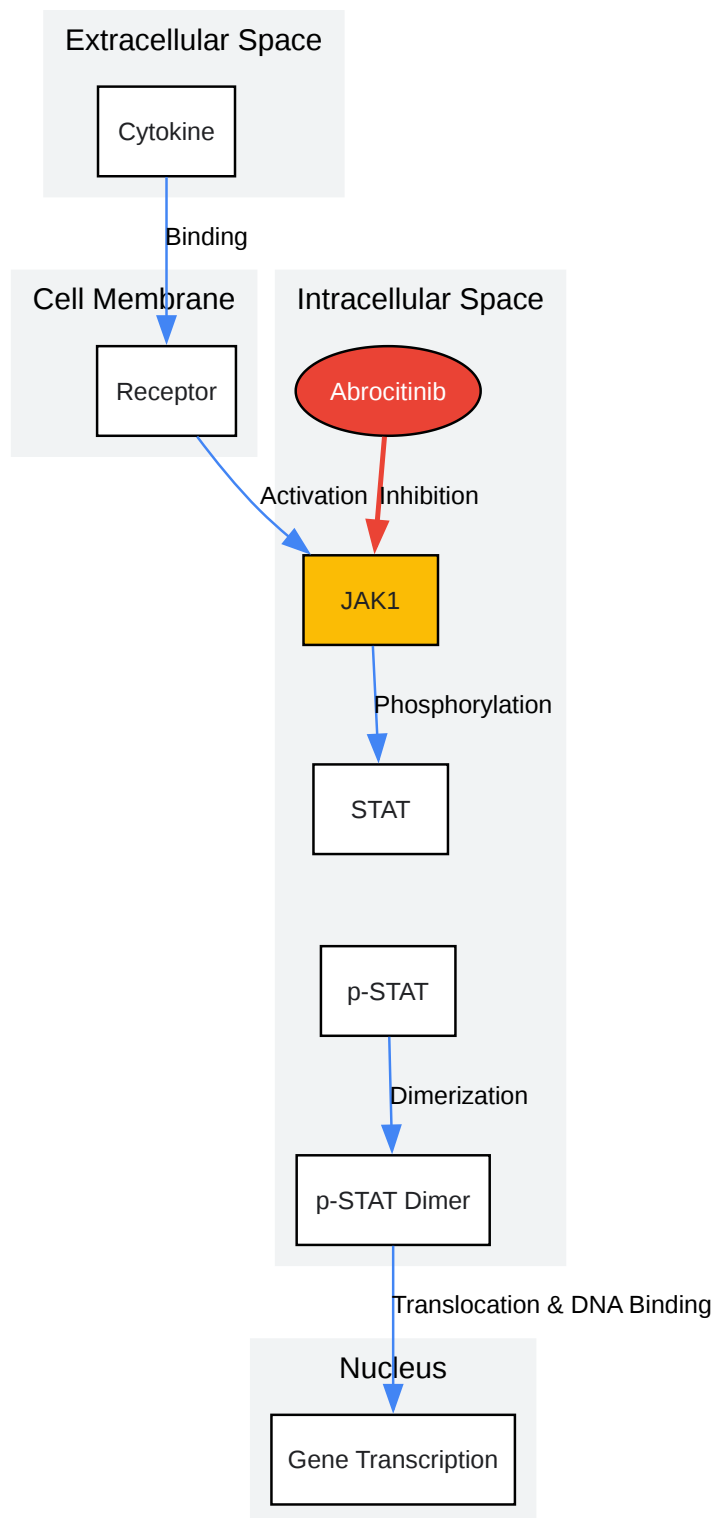 Extracellular Space
Cytokine
Binding
Cell Membrane
Intracellular Space
Receptor
Abrocitinib
Activation
Inhibition
JAK1
Phosphorylation
STAT
p-STAT
Dimerization
p-STAT Dimer
Translocation & DNA Binding
Nucleus
Gene Transcription